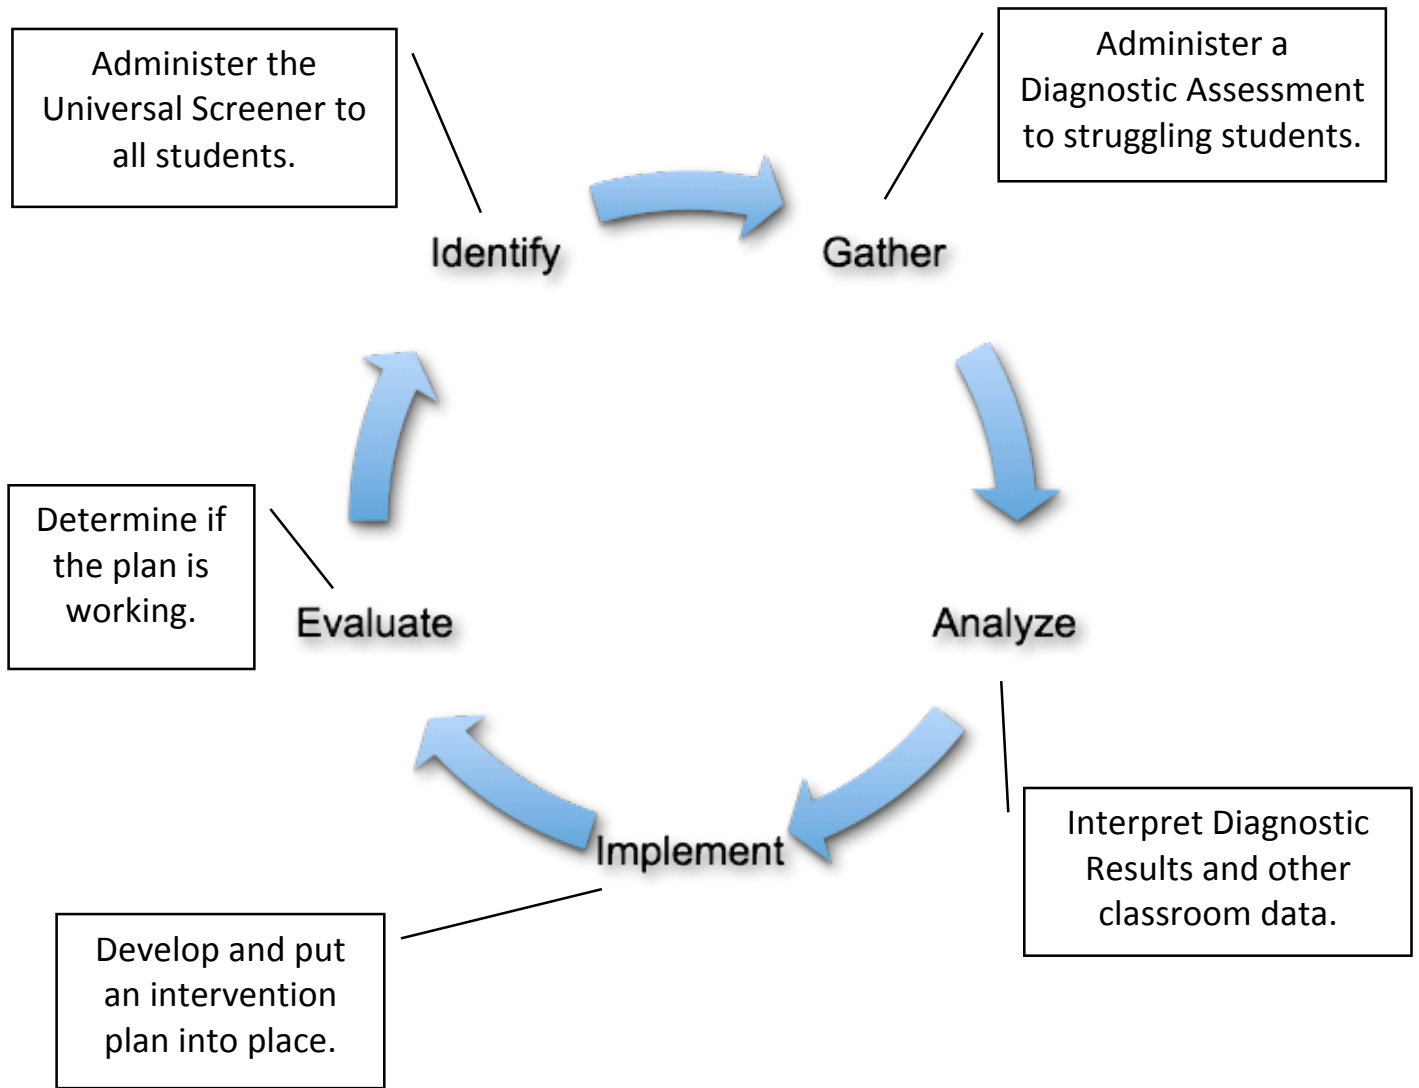 Administer the
Universal Screener to
all students.
Administer a
Diagnostic Assessment
to struggling students.
Identify
Gather
Determine if
the plan is
working.
Evaluate
Analyze
Interpret Diagnostic
Results and other
classroom data.
Implement
Develop and put
an intervention
plan into place.